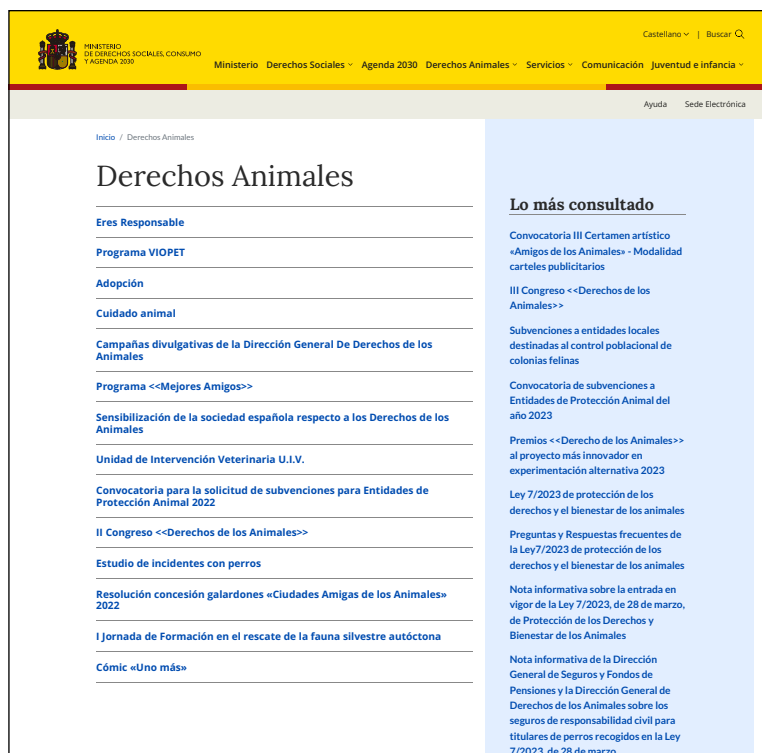 MINISTERIO
DE DERECHOS SOCIALES, CONSUMO
Y AGENDA 2030
Castellano | Buscar
Ministerio Derechos Sociales Agenda 2030 Derechos Animales Servicios Comunicación Juventud e infancia
Ayuda Sede Electrónica
Inicio / Derechos Animales
Derechos Animales
Eres Responsable
Programa VIOPET
Adopción
Cuidado animal
Campañas divulgativas de la Dirección General De Derechos de los
Animales
Programa <<Mejores Amigos>>
Sensibilización de la sociedad española respecto a los Derechos de los
Animales
Unidad de Intervención Veterinaria U.I.V.
Convocatoria para la solicitud de subvenciones para Entidades de
Protección Animal 2022
II Congreso <<Derechos de los Animales>>
Estudio de incidentes con perros
Resolución concesión galardones «Ciudades Amigas de los Animales»
2022
I Jornada de Formación en el rescate de la fauna silvestre autóctona
Cómic «Uno más»
Lo más consultado
Convocatoria III Certamen artístico
«Amigos de los Animales» - Modalidad
carteles publicitarios
III Congreso <<Derechos de los
Animales>>
Subvenciones a entidades locales
destinadas al control poblacional de
colonias felinas
Convocatoria de subvenciones a
Entidades de Protección Animal del
año 2023
Premios <<Derecho de los Animales>>
al proyecto más innovador en
experimentación alternativa 2023
Ley 7/2023 de protección de los
derechos y el bienestar de los animales
Preguntas y Respuestas frecuentes de
la Ley7/2023 de protección de los
derechos y el bienestar de los animales
Nota informativa sobre la entrada en
vigor de la Ley 7/2023, de 28 de marzo,
de Protección de los Derechos y
Bienestar de los Animales
Nota informativa de la Dirección
General de Seguros y Fondos de
Pensiones y la Dirección General de
Derechos de los Animales sobre los
seguros de responsabilidad civil para
titulares de perros recogidos en la Ley
7/2023, de 28 de marzo